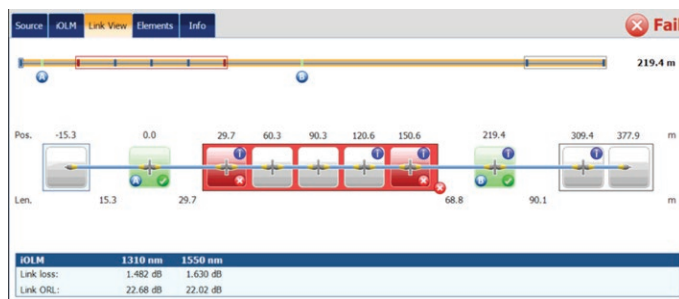 Source iOLM Link View Elements Info Fail
219.4 m
A B
Pos. -15.3 0.0 29.7 60.3 90.3 120.6 150.6 219.4 309.4 377.9 m
T T T T T
A B
Len. 15.3 29.7 68.8 90.1 m
iOLM 1310 nm 1550 nm
Link loss: 1.482 dB 1.630 dB
Link ORL: 22.68 dB 22.02 dB